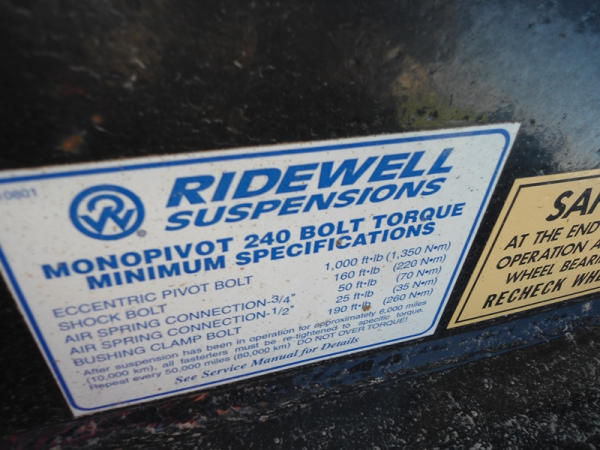 RIDEWELL
SUSPENSIONS
MONOPIVOT 240 BOLT TORQUE
MINIMUM SPECIFICATIONS
ECCENTRIC PIVOT BOLT 1,000 ft-lb (1,350 N•m)
SHOCK BOLT 160 ft-lb (220 N•m)
AIR SPRING CONNECTION-3/4" 50 ft-lb (70 N•m)
AIR SPRING CONNECTION-1/2" 25 ft-lb (35 N•m)
BUSHING CLAMP BOLT 190 ft-lb (260 N•m)
After suspension has been in operation for approximately 6,000 miles
(10,000 km), all fasteners must be re-tightened to specific torque.
Repeat every 50,000 miles (80,000 km) DO NOT OVER TORQUE!
See Service Manual for Details
AT THE END
OPERATION
WHEEL
RECHECK